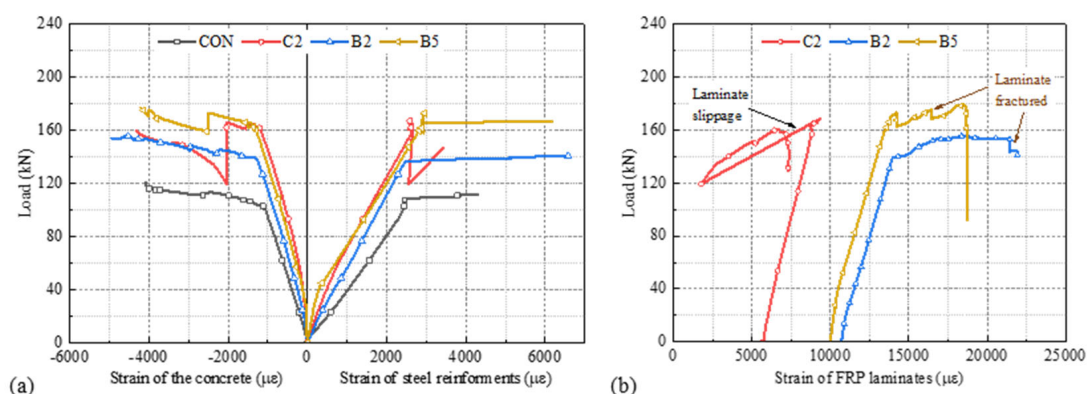 240
200
160
120
80
40
0
Load (kN)
CON C2 B2 B5
-6000 -4000 -2000 0 2000 4000 6000
Strain of the concrete (με) Strain of steel reinforments (με)
(a)
240
200
160
120
80
40
0
Load (kN)
C2 B2 B5
Laminate
slippage
Laminate
fractured
0 5000 10000 15000 20000 25000
Strain of FRP laminates (με)
(b)